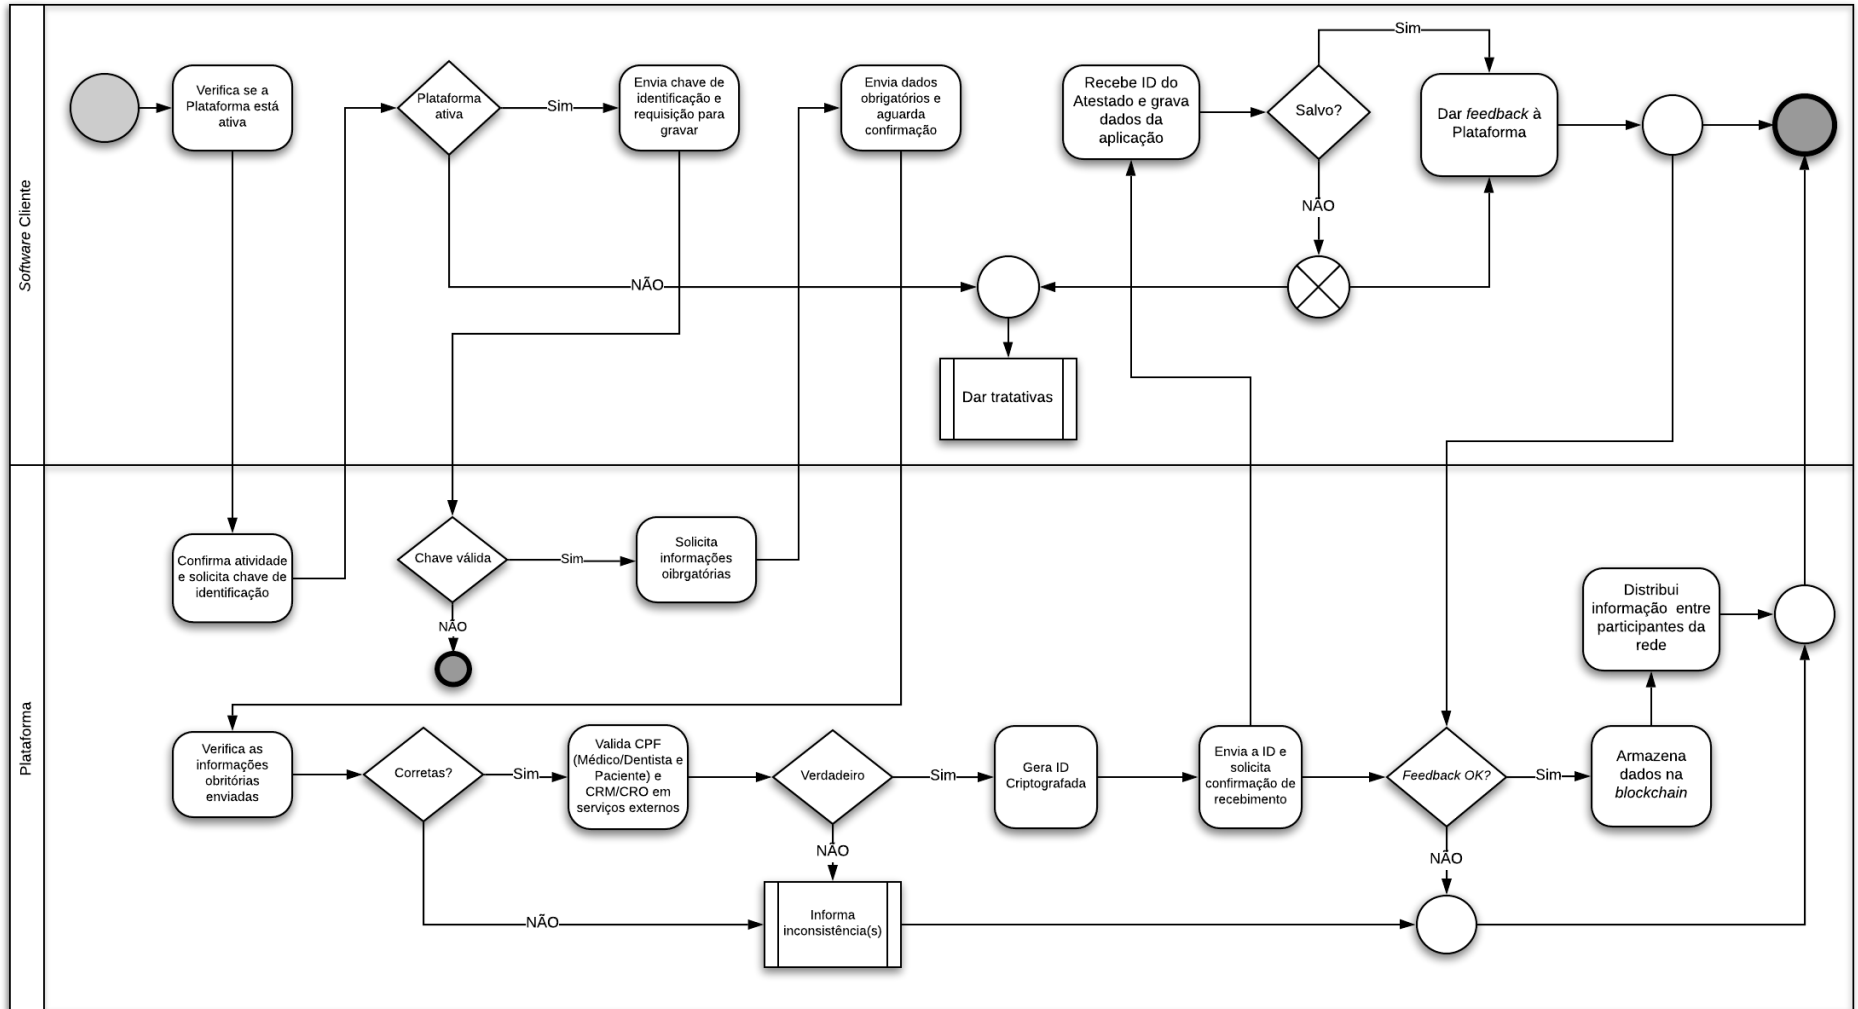 Software Cliente
Verifica se a
Plataforma está
ativa
Plataforma
ativa
Sim
Envia chave de
identificação e
requisição para
gravar
Envia dados
obrigatórios e
aguarda
confirmação
Recebe ID do
Atestado e grava
dados da
aplicação
Salvo?
Sim
Dar feedback à
Plataforma
NÃO
NÃO
Dar tratativas
Plataforma
Confirma atividade
e solicita chave de
identificação
Chave válida
Sim
Solicita
informações
oibrgatórias
NÃO
Distribui
informação entre
participantes da
rede
Verifica as
informações
obritórias
enviadas
Corretas?
Sim
Valida CPF
(Médico/Dentista e
Paciente) e
CRM/CRO em
serviços externos
Verdadeiro
Sim
Gera ID
Criptografada
Envia a ID e
solicita
confirmação de
recebimento
Feedback OK?
Sim
Armazena
dados na
blockchain
NÃO
NÃO
NÃO
Informa
inconsistência(s)